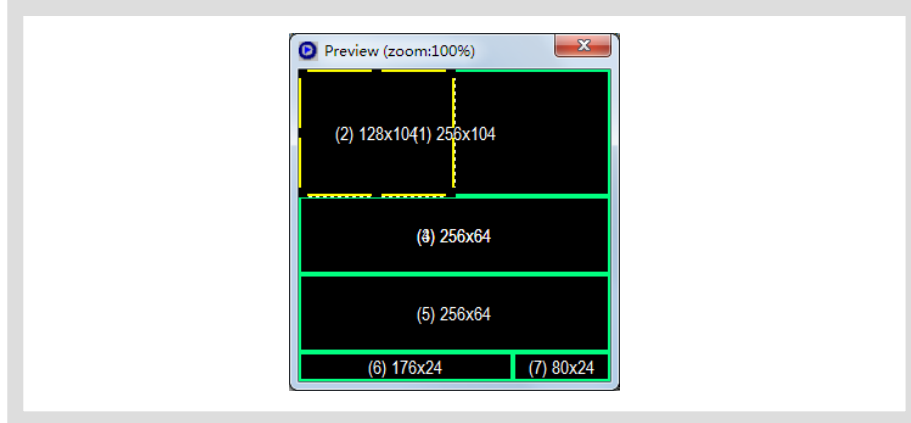 Preview (zoom:100%)
(2) 128x104
(1) 256x104
256x64
(5) 256x64
(6) 176x24
(7) 80x24